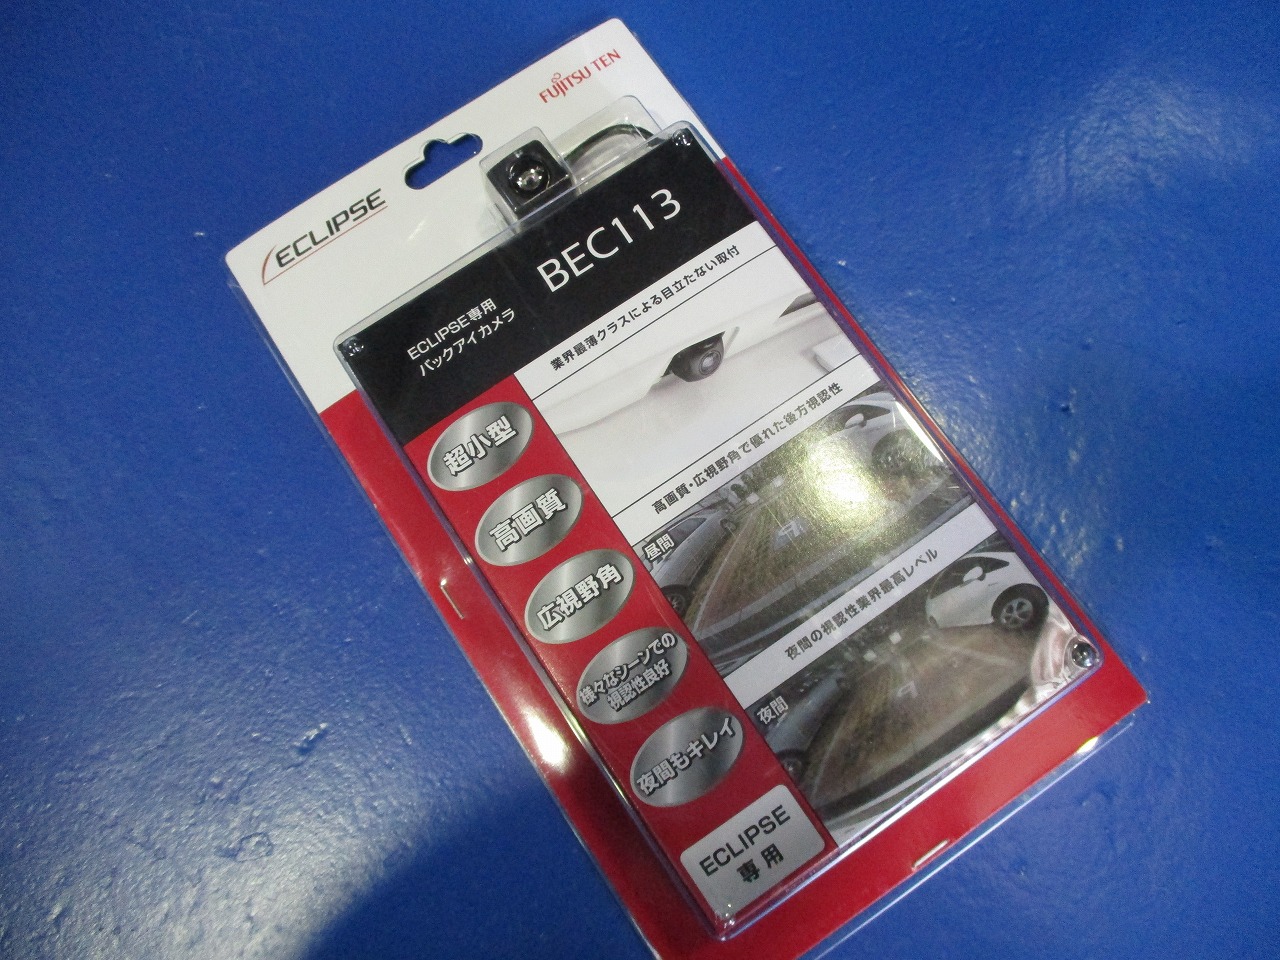 FUJITSU TEN
ECLIPSE
BEC113
ECLIPSE専用
バックアイカメラ
業界最薄クラスによる目立たない取付
超小型
高画質・広視野角で優れた後方視認性
高画質
昼間
広視野角
夜間の視認性業界最高レベル
様々なシーンでの
視認性良好
夜間
夜間もキレイ
ECLIPSE
専用